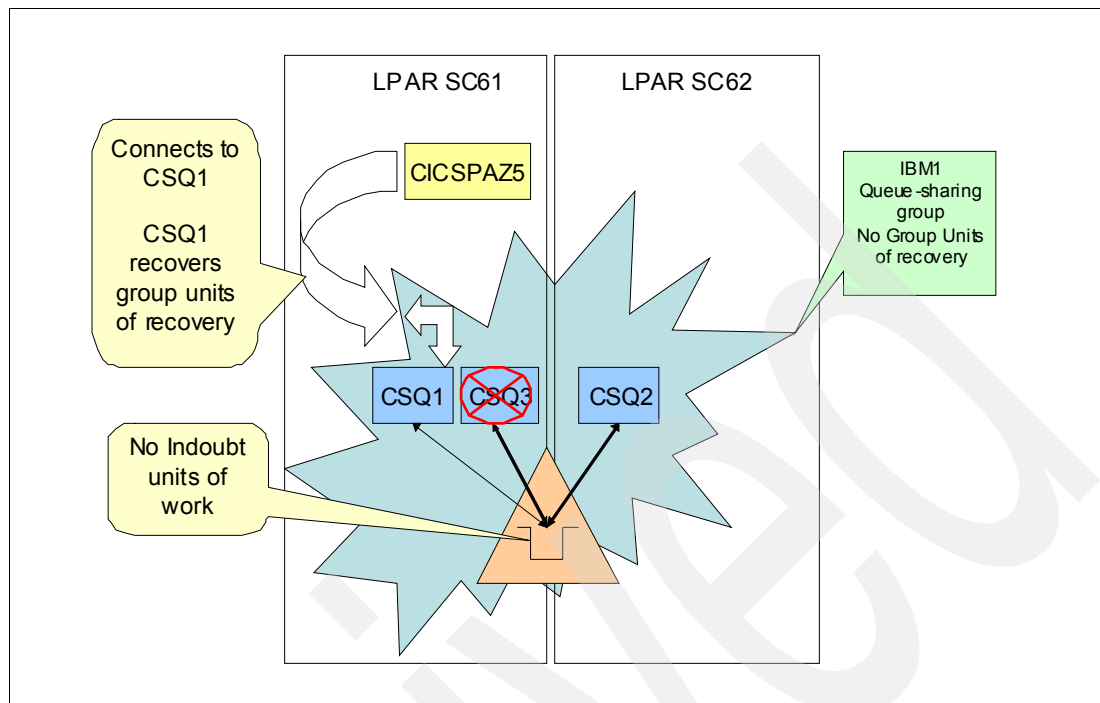 LPAR SC61
LPAR SC62
Connects to
CSQ1
CSQ1
recovers
group units
of recovery
CICSPAZ5
IBM1
Queue-sharing
group
No Group Units
of recovery
CSQ1
CSQ3
CSQ2
No Indoubt
units of
work